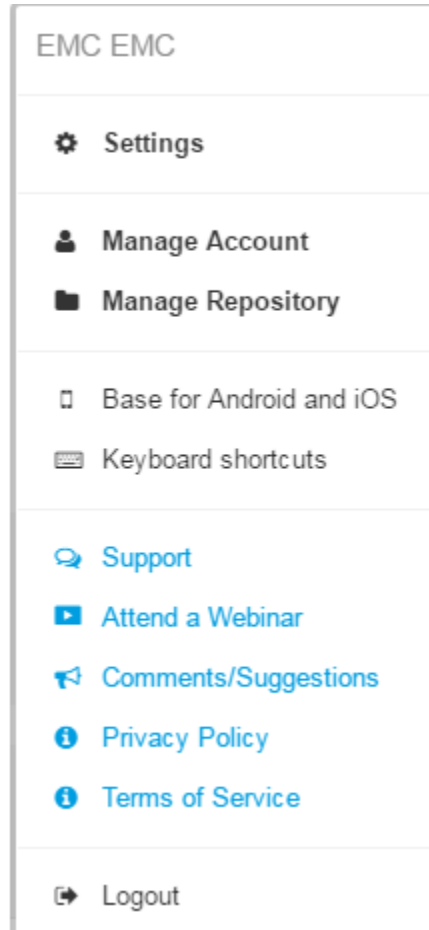 EMC EMC
Settings
Manage Account
Manage Repository
Base for Android and iOS
Keyboard shortcuts
Support
Attend a Webinar
Comments/Suggestions
Privacy Policy
Terms of Service
Logout